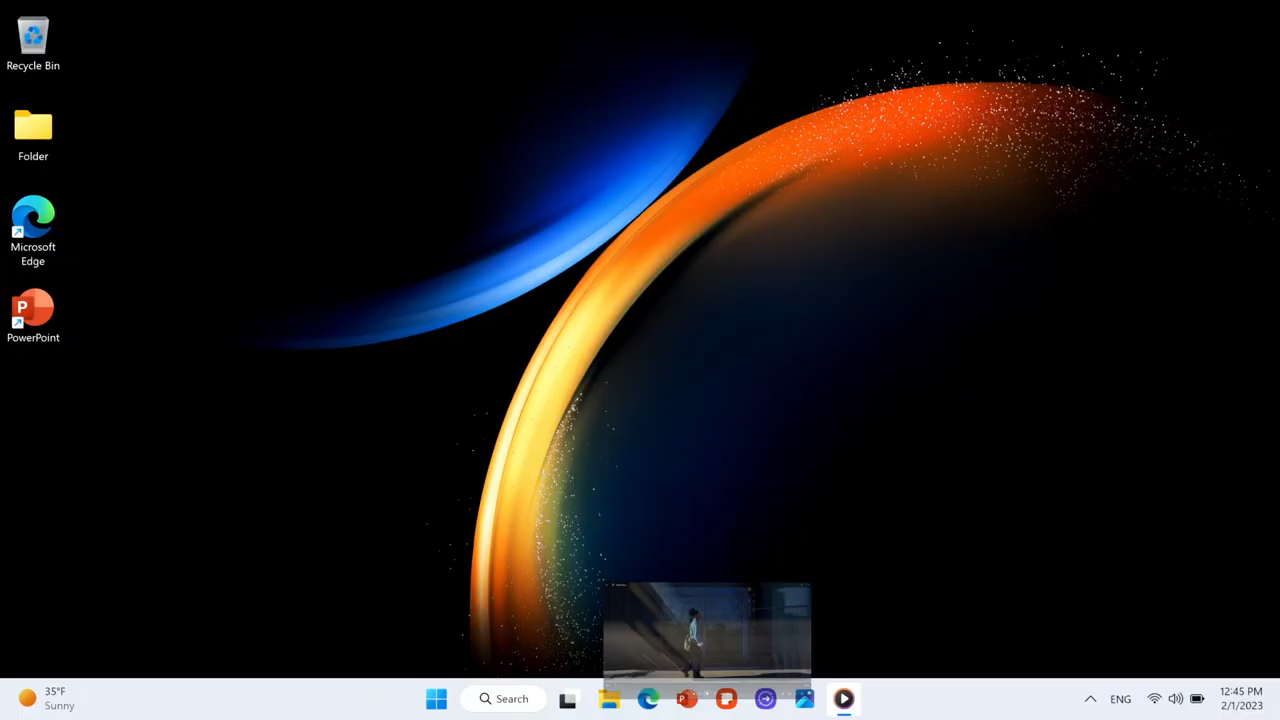 Recycle Bin
Folder
Microsoft
Edge
P
PowerPoint
35°F
Sunny
Search
P
ENG
12:45 PM
2/1/2023